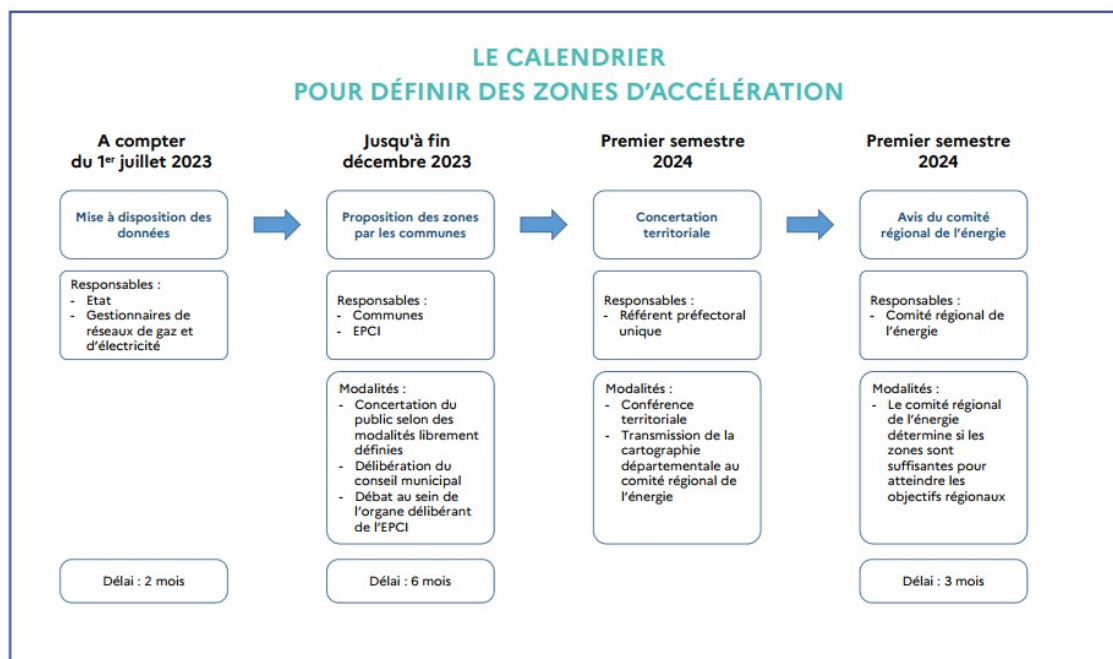 LE CALENDRIER
POUR DÉFINIR DES ZONES D'ACCÉLÉRATION
A compter
du 1er juillet 2023
Mise à disposition des
données
Responsables :
- Etat
- Gestionnaires de
réseaux de gaz et
d'électricité
Délai : 2 mois
Jusqu'à fin
décembre 2023
Proposition des zones
par les communes
Responsables :
- Communes
- EPCI
Modalités :
- Concertation du
public selon des
modalités librement
définies
- Délibération du
conseil municipal
- Débat au sein de
l'organe délibérant
de l'EPCI
Délai : 6 mois
Premier semestre
2024
Concertation
territoriale
Responsables :
- Référent préfectoral
unique
Modalités :
- Conférence
territoriale
- Transmission de la
cartographie
départementale au
comité régional de
l'énergie
Premier semestre
2024
Avis du comité
régional de l'énergie
Responsables :
- Comité régional de
l'énergie
Modalités :
- Le comité régional
de l'énergie
détermine si les
zones sont
suffisantes pour
atteindre les
objectifs régionaux
Délai : 3 mois